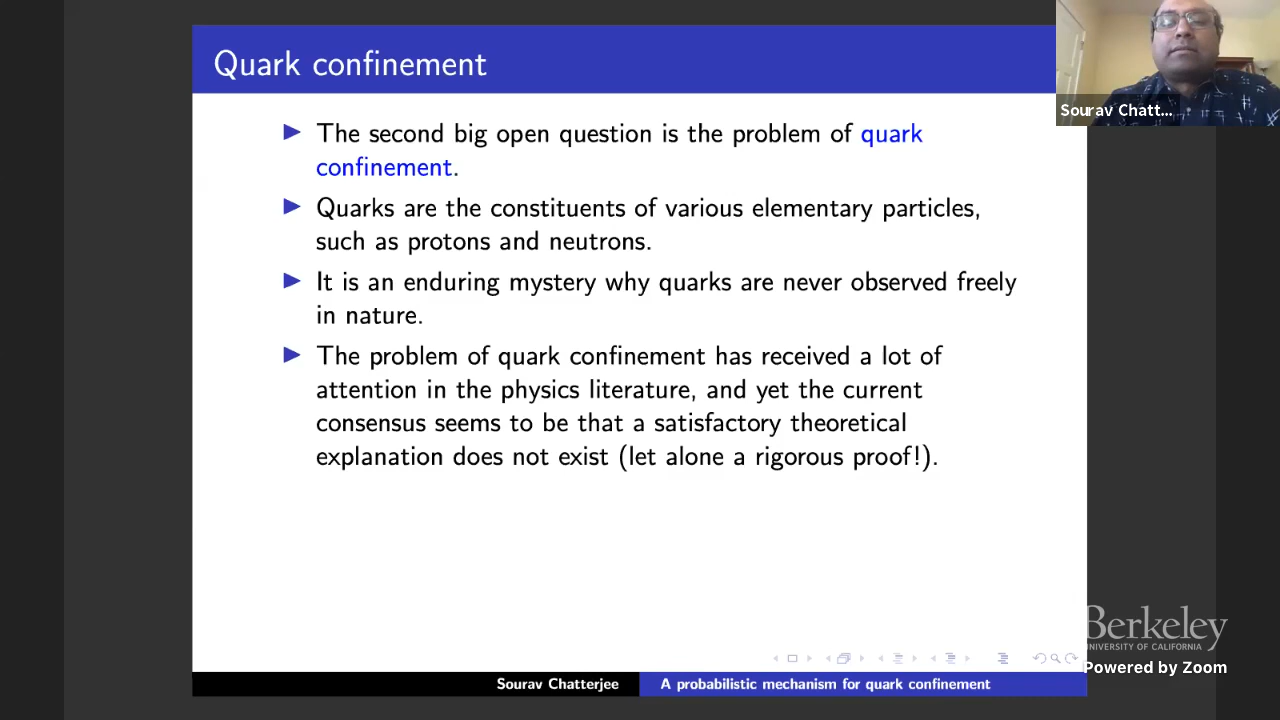 Quark confinement
The second big open question is the problem of quark
confinement.
Quarks are the constituents of various elementary particles,
such as protons and neutrons.
It is an enduring mystery why quarks are never observed freely
in nature.
The problem of quark confinement has received a lot of
attention in the physics literature, and yet the current
consensus seems to be that a satisfactory theoretical
explanation does not exist (let alone a rigorous proof!).
Sourav Chatterjee
A probabilistic mechanism for quark confinement
Sourav Chatt...
Berkeley
UNIVERSITY OF CALIFORNIA
Powered by Zoom